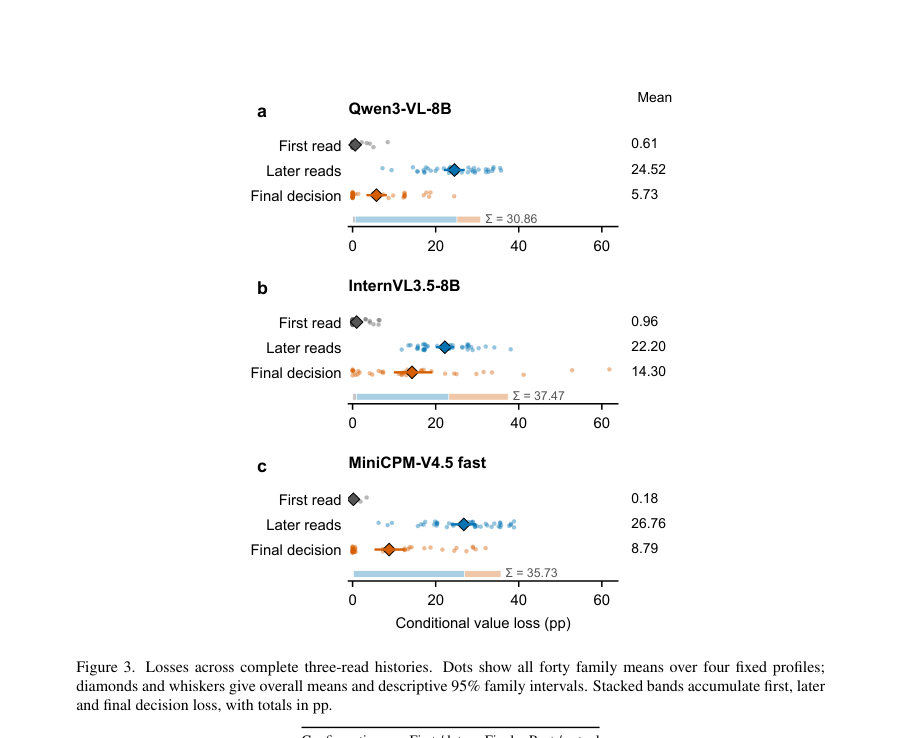 Mean
a
Qwen3-VL-8B
First read 0.61
Later reads 24.52
Final decision 5.73
Σ = 30.86
0 20 40 60
b
InternVL3.5-8B
First read 0.96
Later reads 22.20
Final decision 14.30
Σ = 37.47
0 20 40 60
c
MiniCPM-V4.5 fast
First read 0.18
Later reads 26.76
Final decision 8.79
Σ = 35.73
0 20 40 60
Conditional value loss (pp)
Figure 3. Losses across complete three-read histories. Dots show all forty family means over four fixed profiles;
diamonds and whiskers give overall means and descriptive 95% family intervals. Stacked bands accumulate first, later
and final decision loss, with totals in pp.